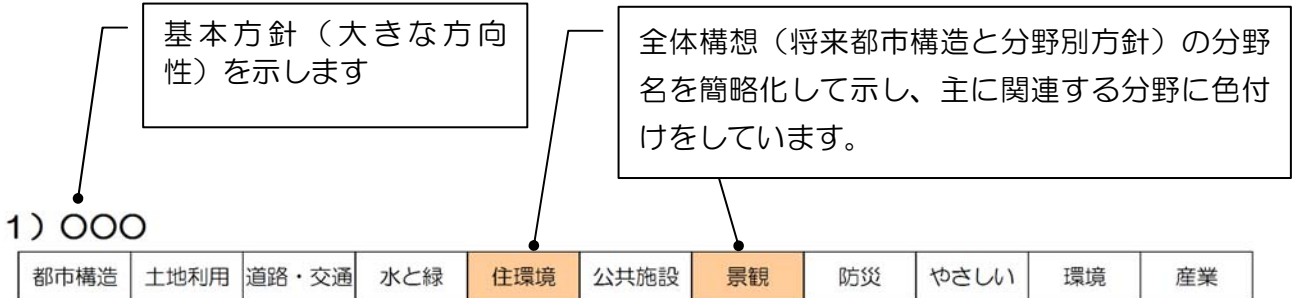 基本方針（大きな方向
性）を示します
全体構想（将来都市構造と分野別方針）の分野
名を簡略化して示し、主に関連する分野に色付
けをしています。
1）○○○
都市構造 土地利用 道路・交通 水と緑 住環境 公共施設 景観 防災 やさしい 環境 産業